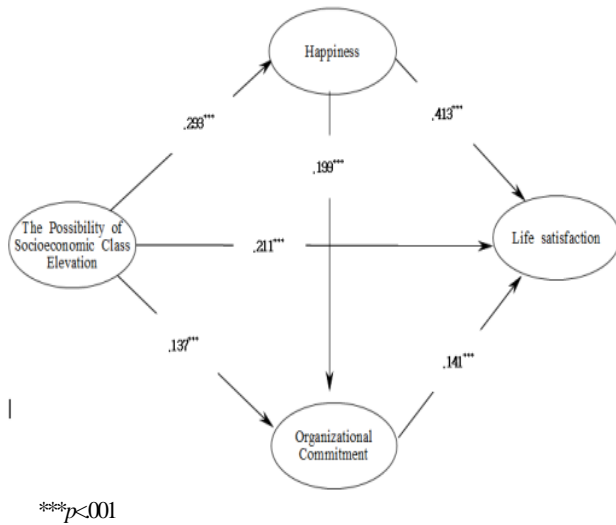 Happiness
.293***
.413***
.199***
The Possibility of
Socioeconomic Class
Elevation
.211***
Life satisfaction
.137***
.141***
Organizational
Commitment
***p<.001